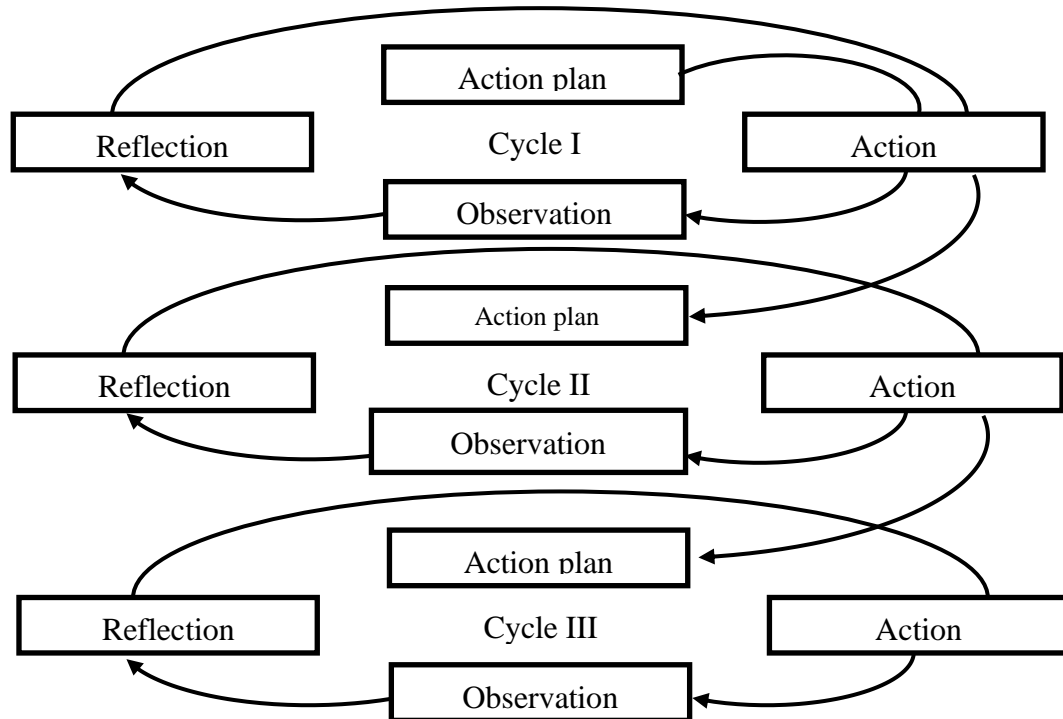 Action plan
Reflection
Cycle I
Action
Observation
Action plan
Reflection
Cycle II
Action
Observation
Action plan
Reflection
Cycle III
Action
Observation